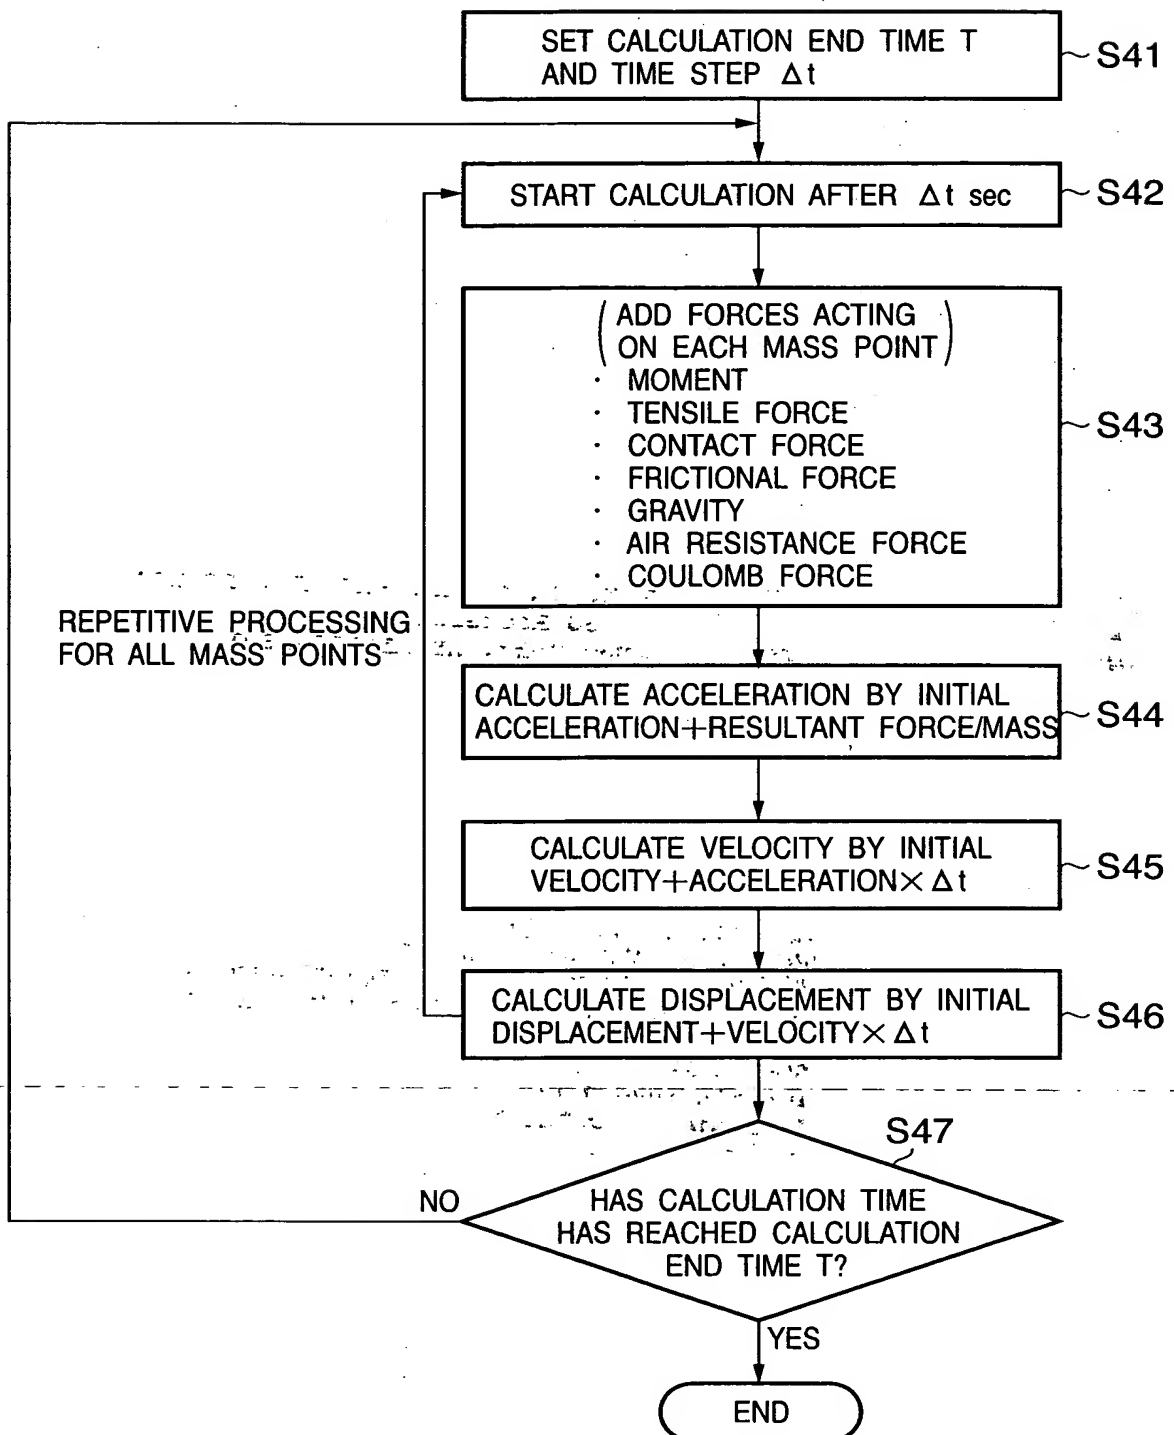 SET CALCULATION END TIME T
AND TIME STEP Δt
S41
START CALCULATION AFTER Δt sec
S42
(ADD FORCES ACTING
ON EACH MASS POINT)
· MOMENT
· TENSILE FORCE
· CONTACT FORCE
· FRICTIONAL FORCE
· GRAVITY
· AIR RESISTANCE FORCE
· COULOMB FORCE
S43
REPETITIVE PROCESSING
FOR ALL MASS POINTS
CALCULATE ACCELERATION BY INITIAL
ACCELERATION+RESULTANT FORCE/MASS
S44
CALCULATE VELOCITY BY INITIAL
VELOCITY+ACCELERATION×Δt
S45
CALCULATE DISPLACEMENT BY INITIAL
DISPLACEMENT+VELOCITY×Δt
S46
S47
NO
HAS CALCULATION TIME
HAS REACHED CALCULATION
END TIME T?
YES
END